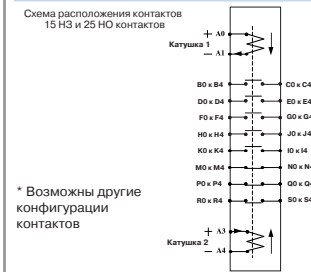 Схема расположения контактов
15 НЗ и 25 НО контактов
+ A0
Катушка 1
− A1
B0 к B4 C0 к C4
D0 к D4 E0 к E4
F0 к F4 G0 к G4
H0 к H4 J0 к J4
K0 к K4 I0 к I4
M0 к M4 N0 к N4
P0 к P4 Q0 к Q4
R0 к R4 S0 к S4
* Возможны другие
конфигурации
контактов
+ A3
Катушка 2
− A4